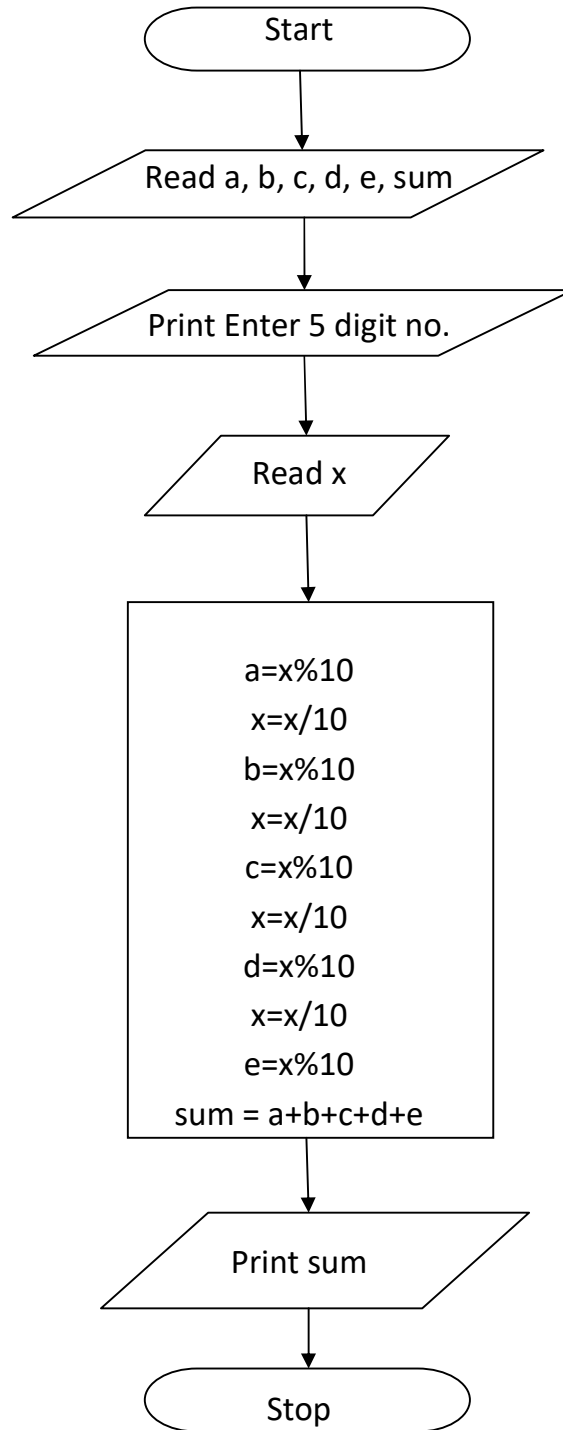 Start
Read a, b, c, d, e, sum
Print Enter 5 digit no.
Read x
a=x%10
x=x/10
b=x%10
x=x/10
c=x%10
x=x/10
d=x%10
x=x/10
e=x%10
sum = a+b+c+d+e
Print sum
Stop